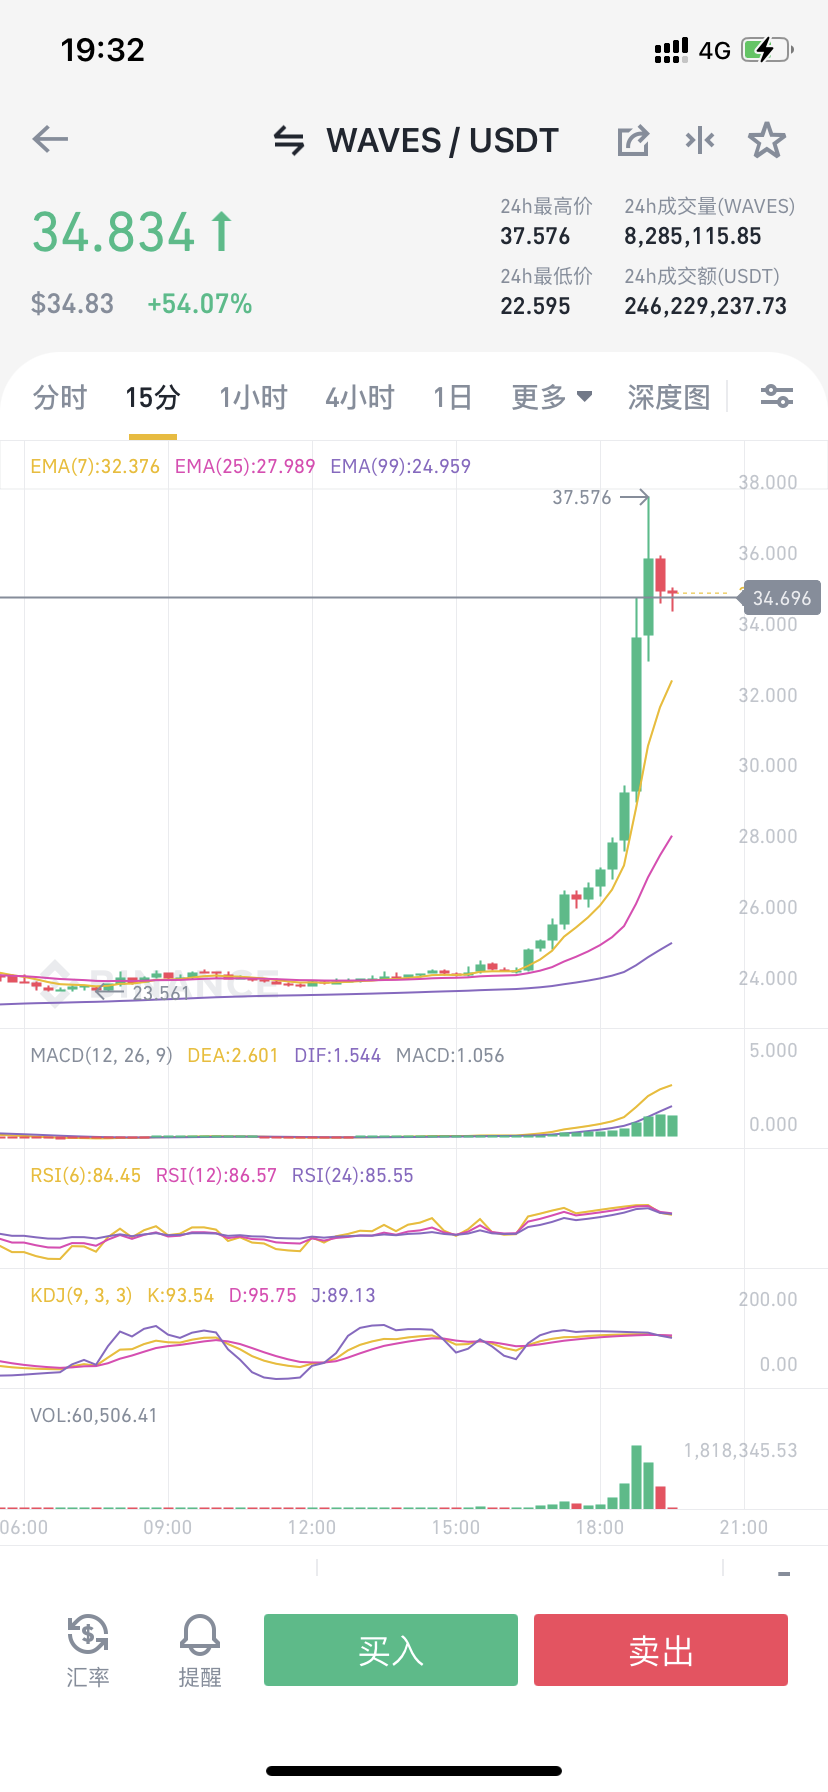 19:32
4G
WAVES / USDT
34.834
$34.83 +54.07%
24h最高价 24h成交量(WAVES)
37.576 8,285,115.85
24h最低价 24h成交额(USDT)
22.595 246,229,237.73
分时 15分 1小时 4小时 1日 更多 深度图
EMA(7):32.376 EMA(25):27.989 EMA(99):24.959
38.000
37.576
36.000
34.696
34.000
32.000
30.000
28.000
26.000
24.000
BINANCE
23.561
MACD(12, 26, 9) DEA:2.601 DIF:1.544 MACD:1.056
5.000
0.000
RSI(6):84.45 RSI(12):86.57 RSI(24):85.55
KDJ(9, 3, 3) K:93.54 D:95.75 J:89.13
200.00
0.00
VOL:60,506.41
1,818,345.53
06:00 09:00 12:00 15:00 18:00 21:00
汇率 提醒 买入 卖出